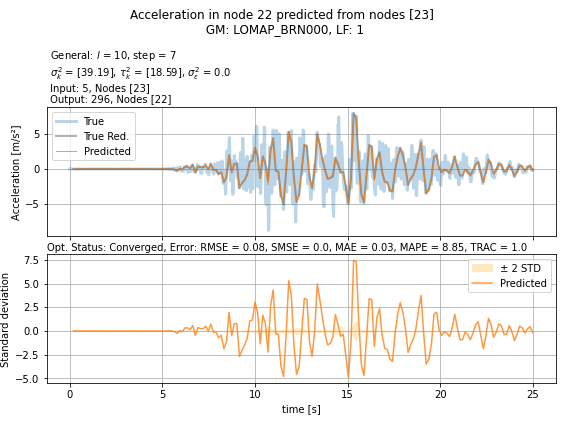 Acceleration in node 22 predicted from nodes [23]
GM: LOMAP_BRN000, LF: 1
General: l = 10, step = 7
σ²ₖ = [39.19], τ²ₖ = [18.59], σ²_ε = 0.0
Input: 5, Nodes [23]
Output: 296, Nodes [22]
True
True Red.
Predicted
Acceleration [m/s²]
5
0
−5
Opt. Status: Converged, Error: RMSE = 0.08, SMSE = 0.0, MAE = 0.03, MAPE = 8.85, TRAC = 1.0
± 2 STD
Predicted
Standard deviation
7.5
5.0
2.5
0.0
−2.5
−5.0
0 5 10 15 20 25
time [s]